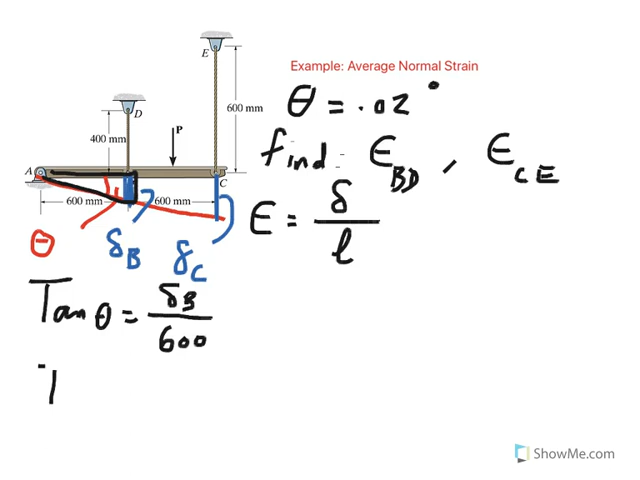 E
Example: Average Normal Strain
θ = .02°
600 mm
D
400 mm
P
find: ε_BD, ε_CE
A
C
600 mm
600 mm
ε = δ / l
θ
δ_B
δ_C
Tan θ = δ_B / 600
ShowMe.com